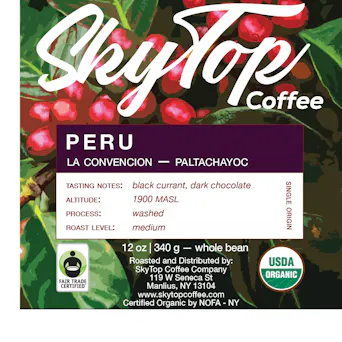 SkyTop
Coffee
PERU
LA CONVENCION — PALTACHAYOC
TASTING NOTES: black currant, dark chocolate
ALTITUDE: 1900 MASL
PROCESS: washed
ROAST LEVEL: medium
SINGLE ORIGIN
12 oz | 340 g — whole bean
Roasted and Distributed by:
SkyTop Coffee Company
119 W Seneca St
Manlius, NY 13104
www.skytopcoffee.com
Certified Organic by NOFA - NY
FAIR TRADE
CERTIFIED
USDA
ORGANIC